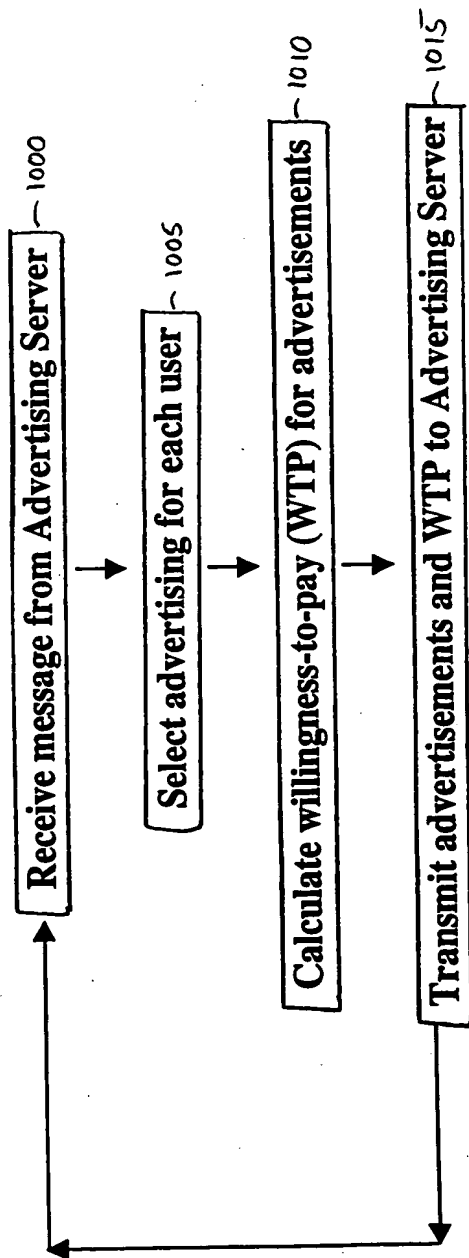 Receive message from Advertising Server 1000
Select advertising for each user 1005
Calculate willingness-to-pay (WTP) for advertisements 1010
Transmit advertisements and WTP to Advertising Server 1015